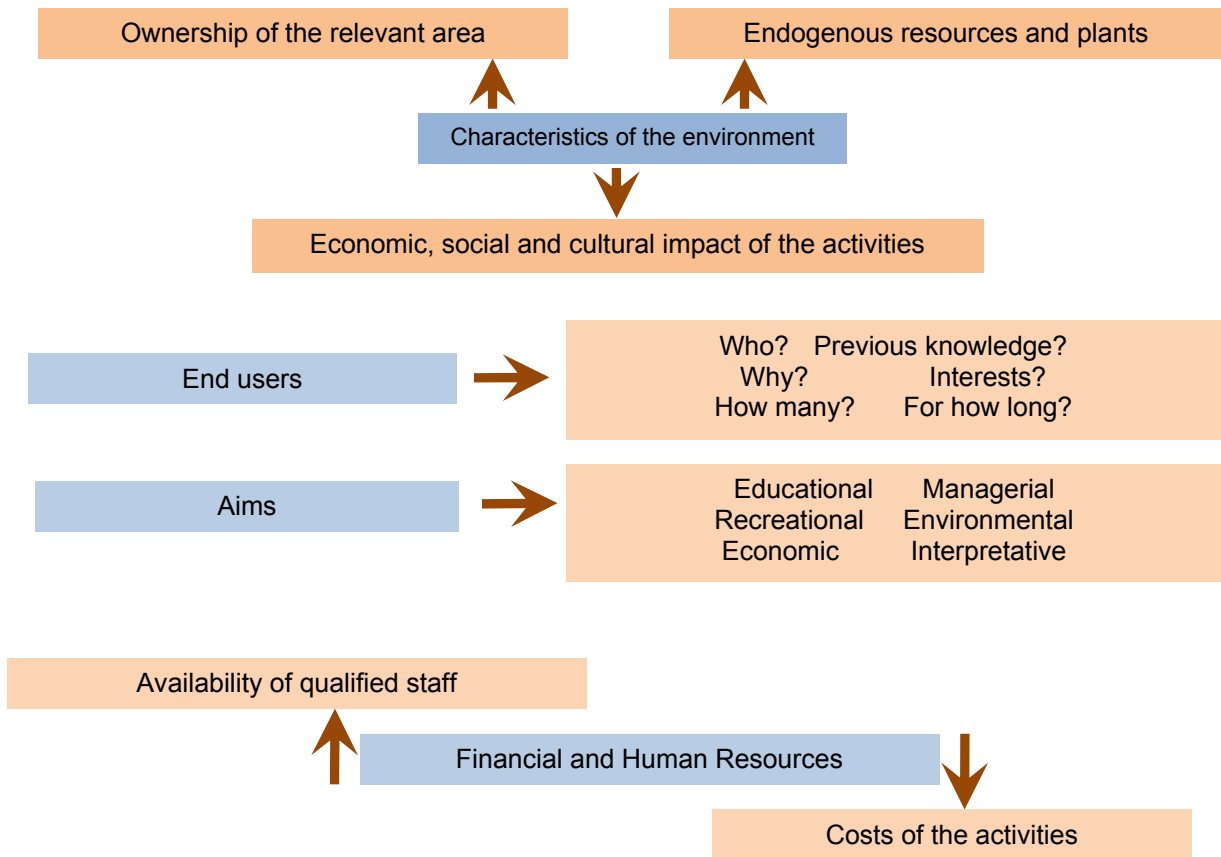 Ownership of the relevant area
Endogenous resources and plants
Characteristics of the environment
Economic, social and cultural impact of the activities
End users
Who? Previous knowledge?
Why? Interests?
How many? For how long?
Aims
Educational Managerial
Recreational Environmental
Economic Interpretative
Availability of qualified staff
Financial and Human Resources
Costs of the activities